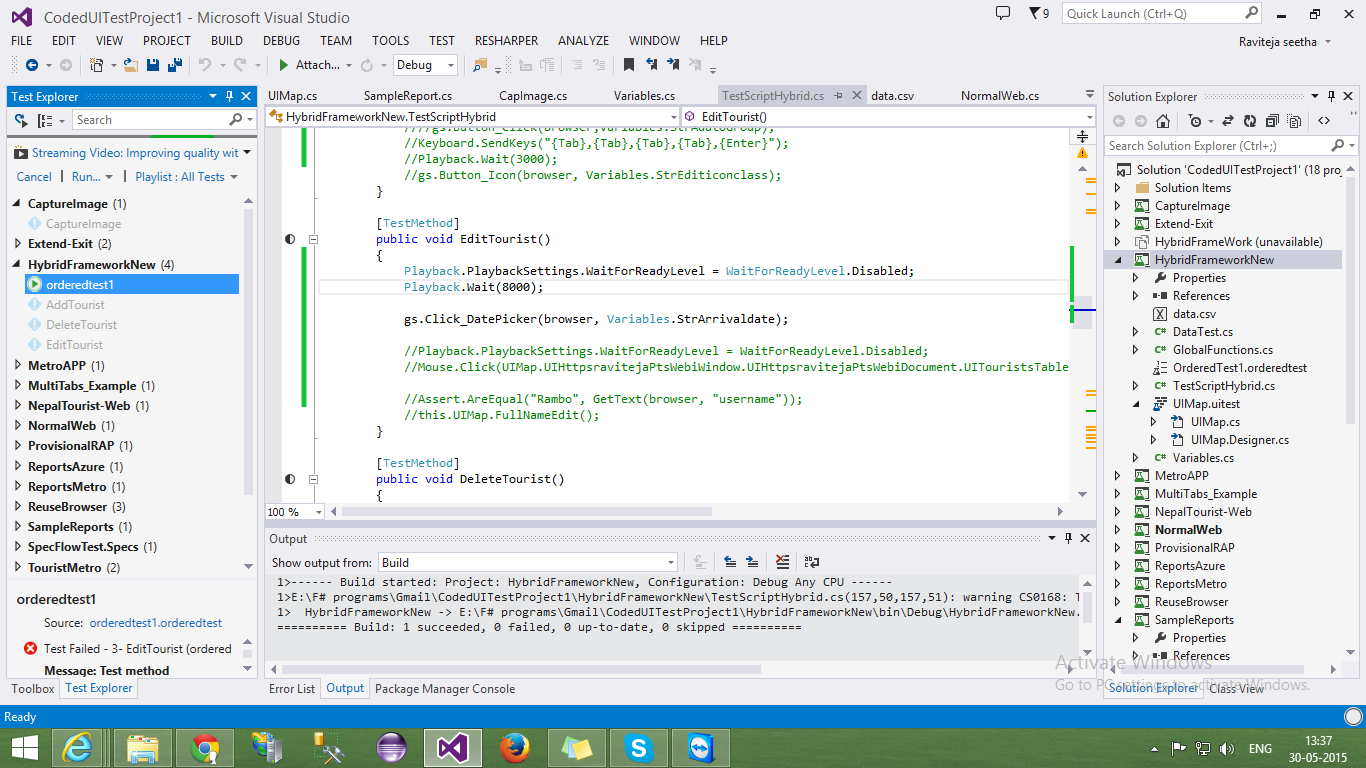 CodedUITestProject1 - Microsoft Visual Studio
9
Quick Launch (Ctrl+Q)
FILE EDIT VIEW PROJECT BUILD DEBUG TEAM TOOLS TEST RESHARPER ANALYZE WINDOW HELP
Raviteja seetha
Attach...
Debug
Test Explorer
Search
Streaming Video: Improving quality wit
Cancel Run... Playlist : All Tests
CaptureImage (1)
CaptureImage
Extend-Exit (2)
HybridFrameworkNew (4)
orderedtest1
AddTourist
DeleteTourist
EditTourist
MetroAPP (1)
MultiTabs_Example (1)
NepalTourist-Web (1)
NormalWeb (1)
ProvisionalRAP (1)
ReportsAzure (1)
ReportsMetro (1)
ReuseBrowser (3)
SampleReports (1)
SpecFlowTest.Specs (1)
TouristMetro (2)
orderedtest1
Source: orderedtest1.orderedtest
Test Failed - 3- EditTourist (ordered
Message: Test method
Toolbox Test Explorer
UIMap.cs SampleReport.cs CapImage.cs Variables.cs TestScriptHybrid.cs data.csv NormalWeb.cs
HybridFrameworkNew.TestScriptHybrid
EditTourist()
////gs.Button_Click(browser,Variables.StrAddtoGroup);
//Keyboard.SendKeys("{Tab},{Tab},{Tab},{Tab},{Enter}");
//Playback.Wait(3000);
//gs.Button_Icon(browser, Variables.StrEditiconclass);
}
[TestMethod]
public void EditTourist()
{
Playback.PlaybackSettings.WaitForReadyLevel = WaitForReadyLevel.Disabled;
Playback.Wait(8000);
gs.Click_DatePicker(browser, Variables.StrArrivaldate);
//Playback.PlaybackSettings.WaitForReadyLevel = WaitForReadyLevel.Disabled;
//Mouse.Click(UIMap.UIHttpsravitejaPtsWebiWindow.UIHttpsravitejaPtsWebiDocument.UITouristsTable
//Assert.AreEqual("Rambo", GetText(browser, "username"));
//this.UIMap.FullNameEdit();
}
[TestMethod]
public void DeleteTourist()
{
100 %
Output
Show output from: Build
1>------ Build started: Project: HybridFrameworkNew, Configuration: Debug Any CPU ------
1>E:\F# programs\Gmail\CodedUITestProject1\HybridFrameworkNew\TestScriptHybrid.cs(157,50,157,51): warning CS0168: T
1>  HybridFrameworkNew -> E:\F# programs\Gmail\CodedUITestProject1\HybridFrameworkNew\bin\Debug\HybridFrameworkNew.
========== Build: 1 succeeded, 0 failed, 0 up-to-date, 0 skipped ==========
Error List Output Package Manager Console
Solution Explorer
Search Solution Explorer (Ctrl+;)
Solution 'CodedUITestProject1' (18 proj
Solution Items
CaptureImage
Extend-Exit
HybridFrameWork (unavailable)
HybridFrameworkNew
Properties
References
data.csv
C# DataTest.cs
C# GlobalFunctions.cs
OrderedTest1.orderedtest
C# TestScriptHybrid.cs
UIMap.uitest
UIMap.cs
UIMap.Designer.cs
C# Variables.cs
MetroAPP
MultiTabs_Example
NepalTourist-Web
NormalWeb
ProvisionalRAP
ReportsAzure
ReportsMetro
ReuseBrowser
SampleReports
Properties
References
Activate Windows
Go to PC settings to activate Windows.
Solution Explorer Class View
Ready
ENG
13:37
30-05-2015